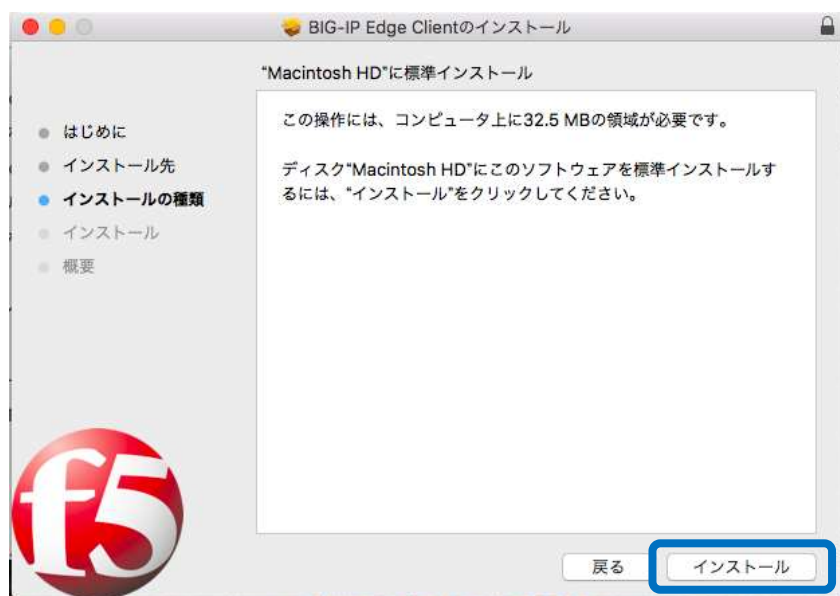 BIG-IP Edge Clientのインストール
“Macintosh HD”に標準インストール
はじめに
インストール先
インストールの種類
インストール
概要
この操作には、コンピュータ上に32.5 MBの領域が必要です。
ディスク“Macintosh HD”にこのソフトウェアを標準インストールす
るには、“インストール”をクリックしてください。
f5
戻る
インストール